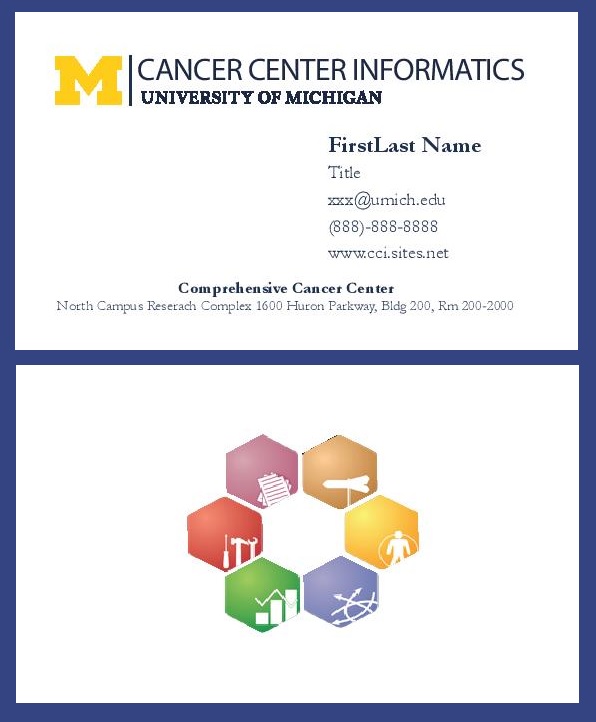 M CANCER CENTER INFORMATICS
UNIVERSITY OF MICHIGAN
FirstLast Name
Title
xxx@umich.edu
(888)-888-8888
www.cci.sites.net
Comprehensive Cancer Center
North Campus Reserach Complex 1600 Huron Parkway, Bldg 200, Rm 200-2000